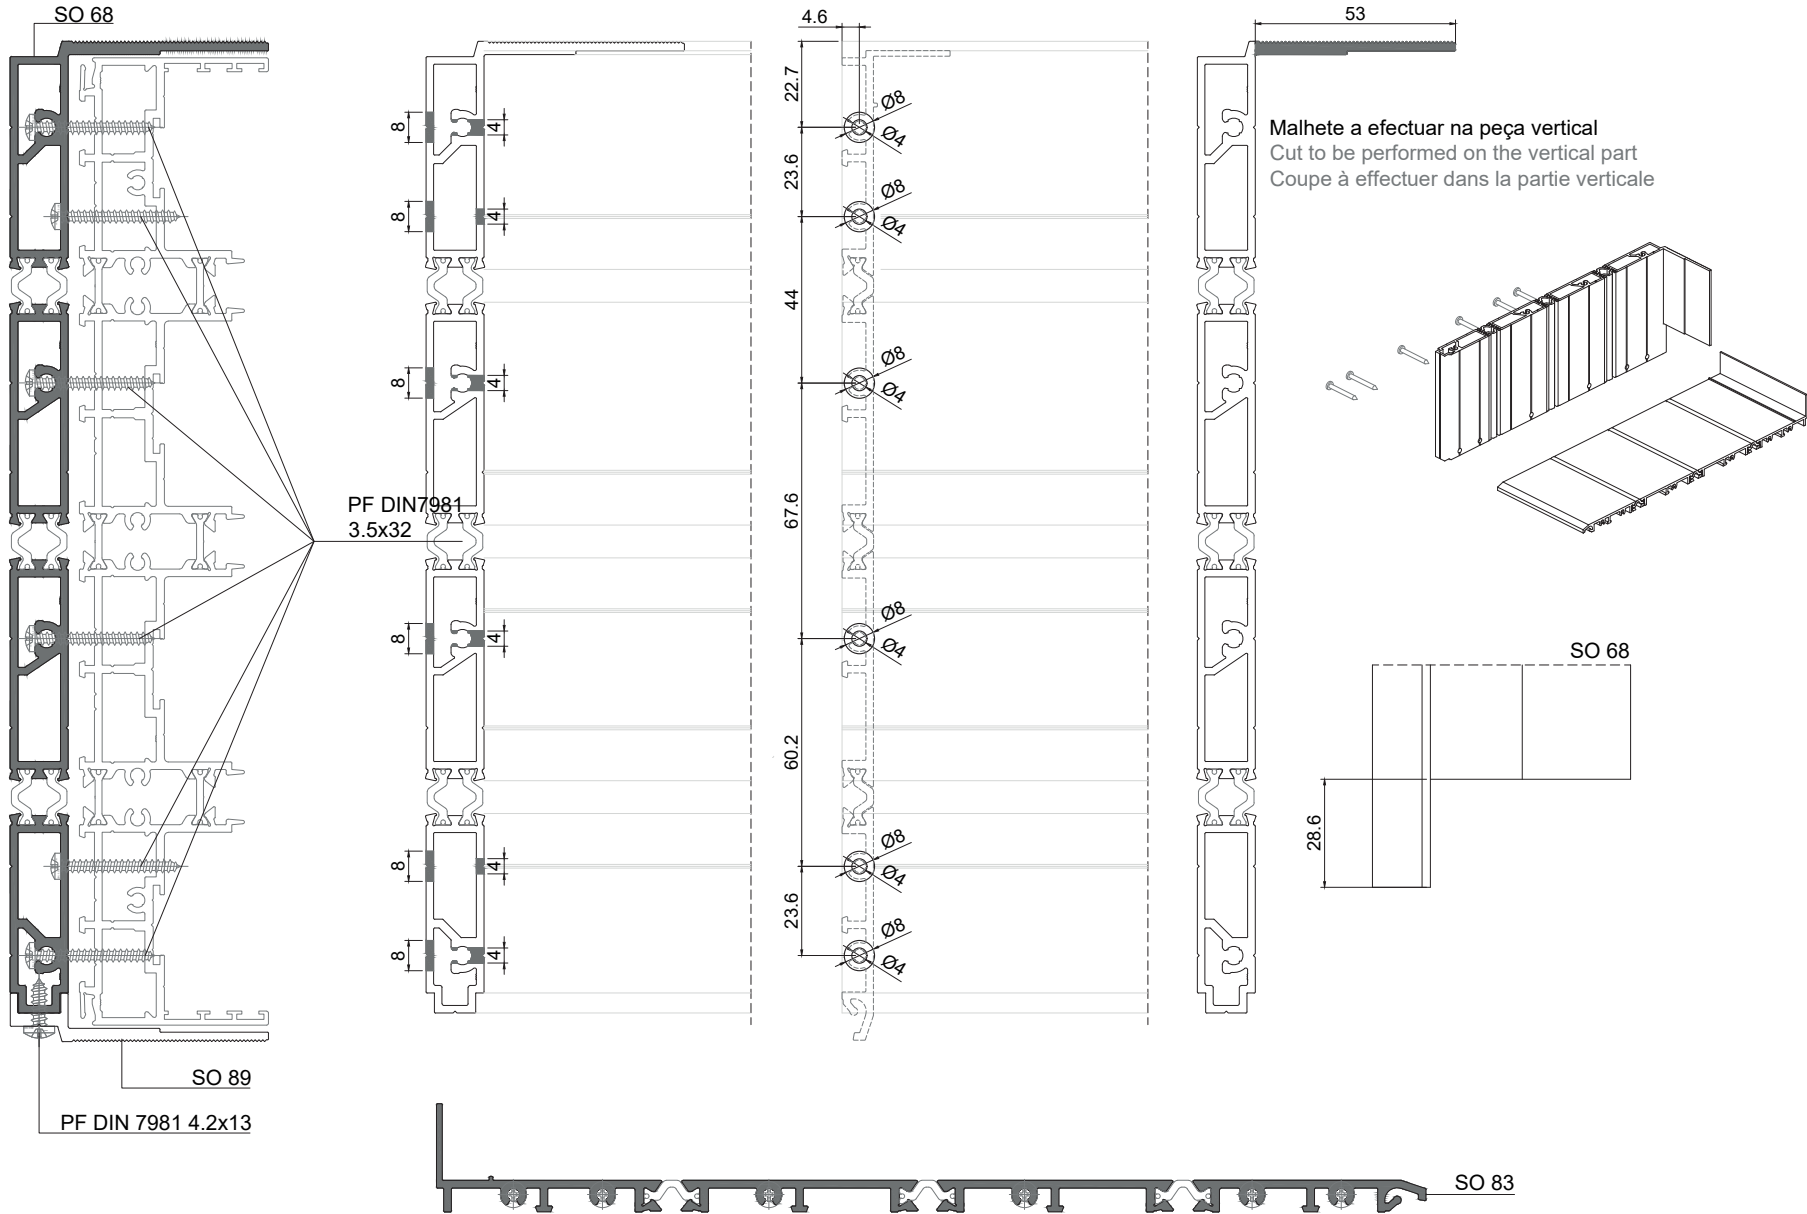 SO 68
4.6
53
22.7
Ø8
Ø4
8
4
Malhete a efectuar na peça vertical
Cut to be performed on the vertical part
Coupe à effectuer dans la partie verticale
23.6
Ø8
Ø4
8
4
44
Ø8
Ø4
8
4
PF DIN7981
3.5x32
67.6
Ø8
Ø4
8
4
SO 68
60.2
28.6
Ø8
Ø4
8
4
23.6
Ø8
Ø4
8
4
SO 89
PF DIN 7981 4.2x13
SO 83